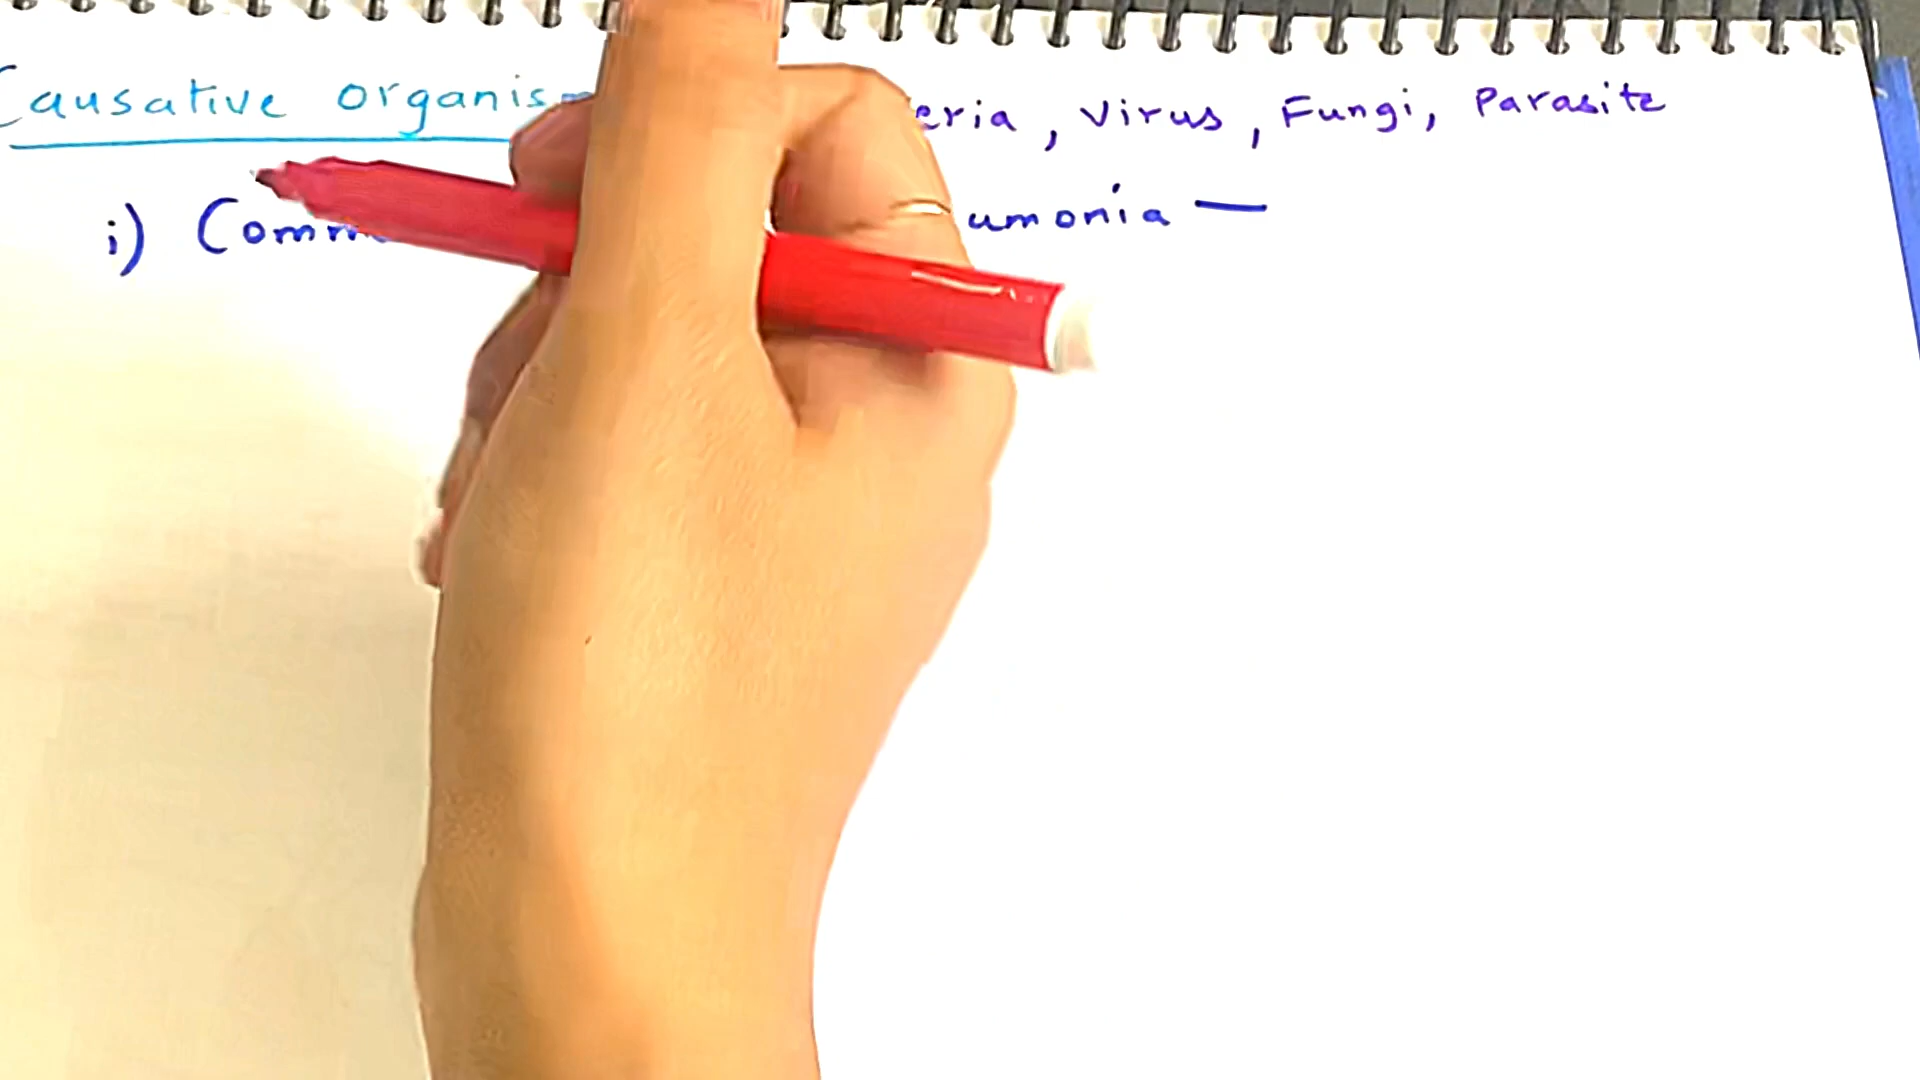 Causative organis eria, Virus, Fungi, Parasite
i) Comm umonia —